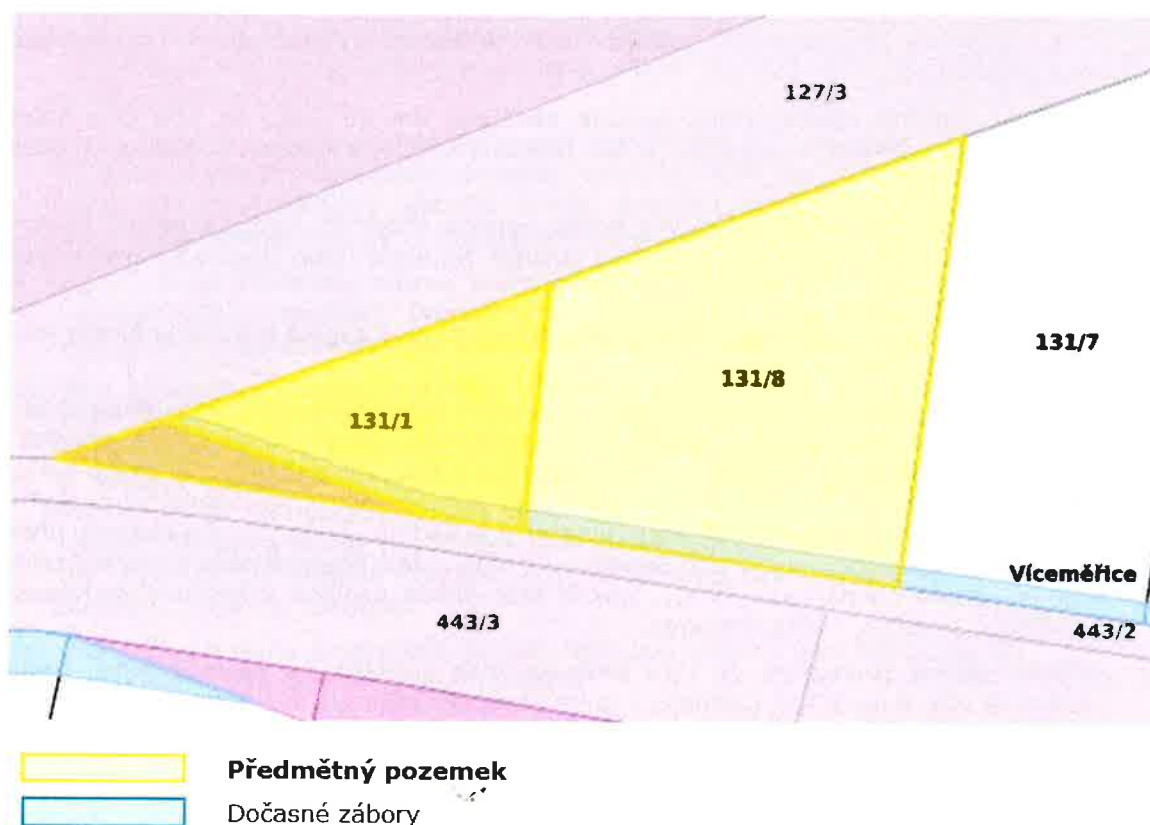 127/3
131/7
131/8
131/1
Víceměřice
443/3
443/2
Předmětný pozemek
Dočasné zábory